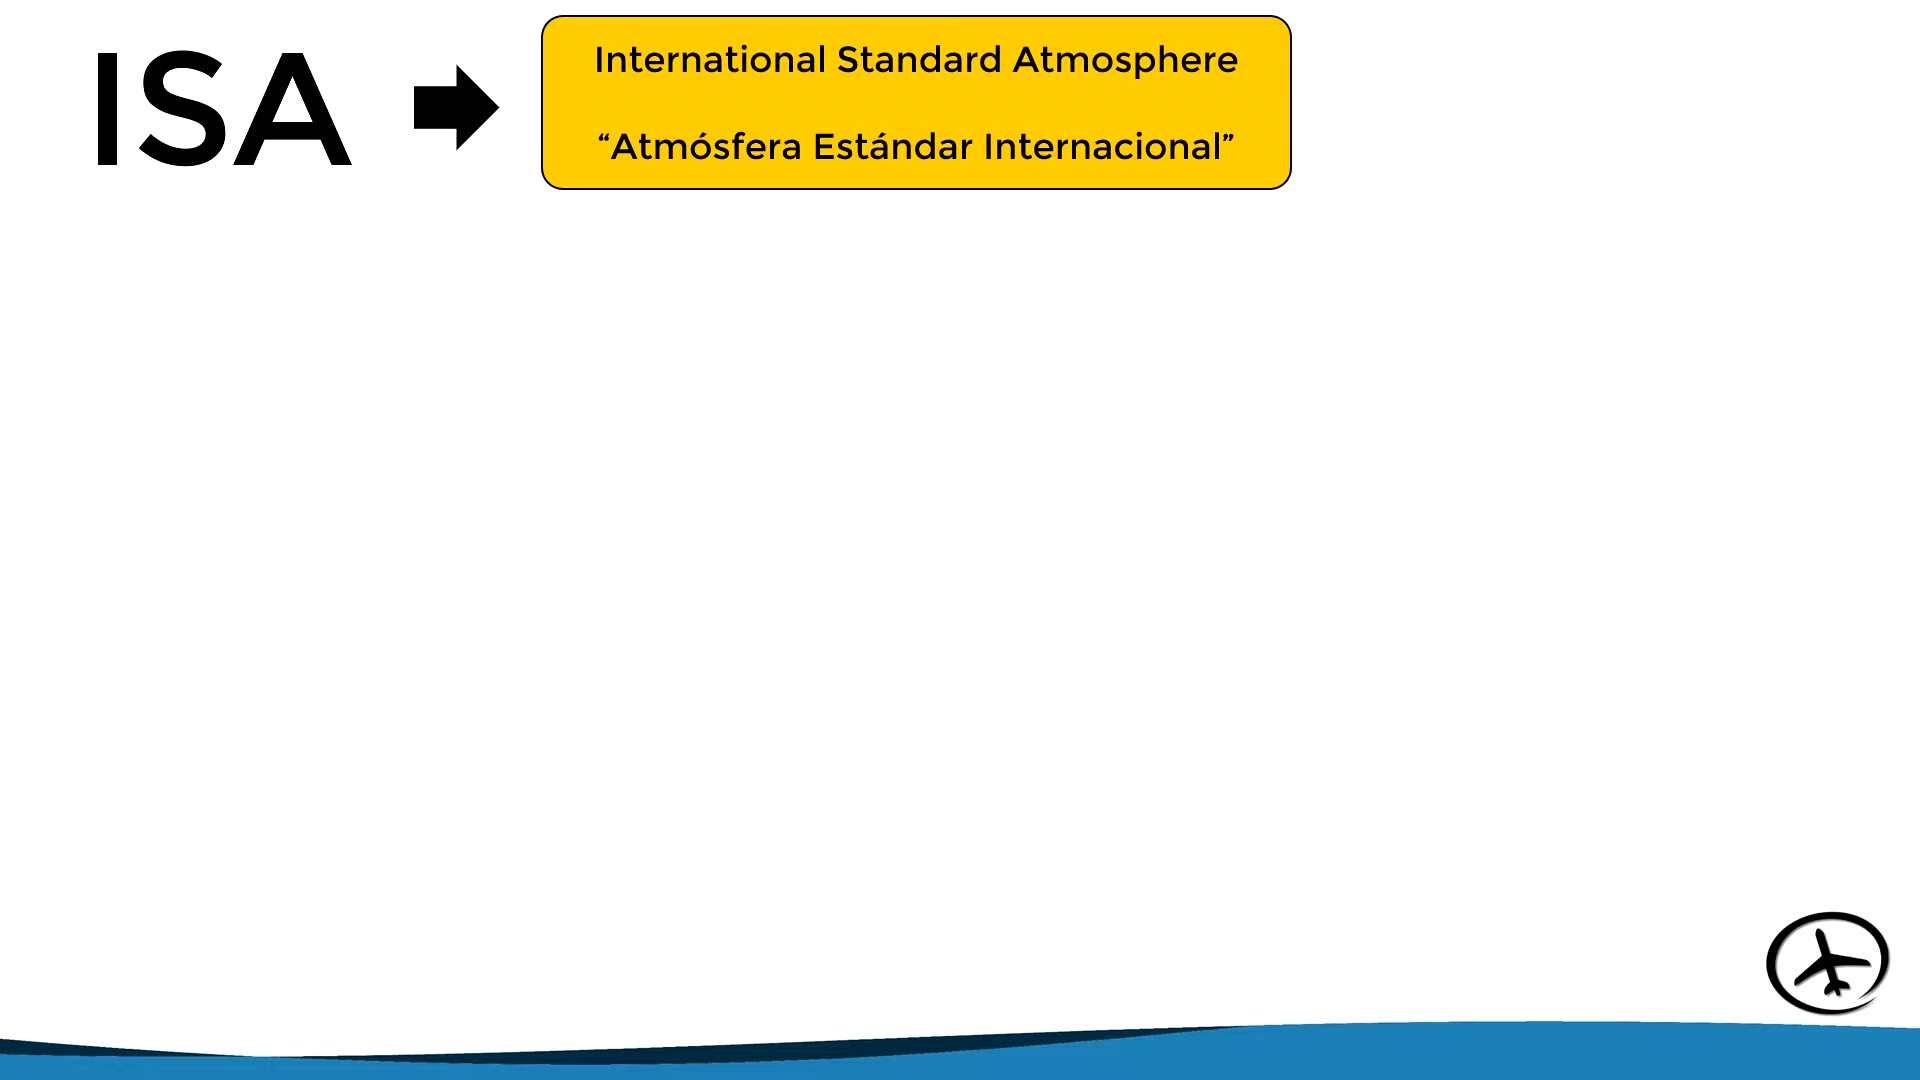 ISA
International Standard Atmosphere
“Atmósfera Estándar Internacional”